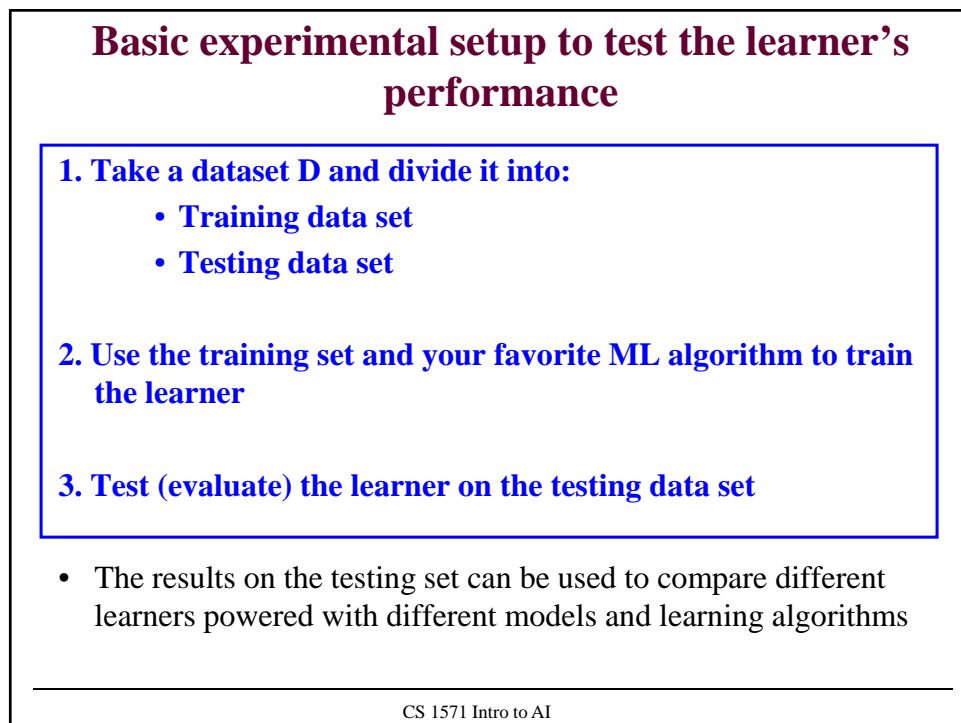 Basic experimental setup to test the learner’s
performance
1. Take a dataset D and divide it into:
• Training data set
• Testing data set
2. Use the training set and your favorite ML algorithm to train
the learner
3. Test (evaluate) the learner on the testing data set
• The results on the testing set can be used to compare different
learners powered with different models and learning algorithms
CS 1571 Intro to AI